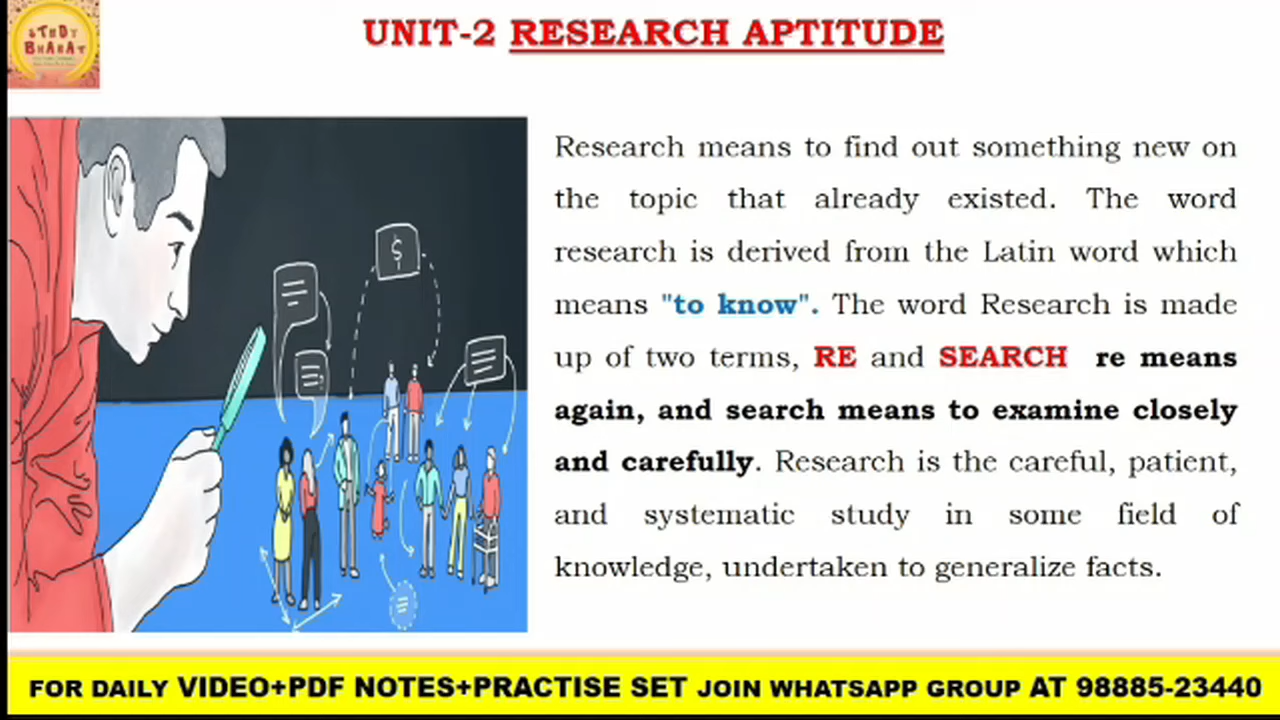 STUDY
BHARAT
UNIT-2 RESEARCH APTITUDE
Research means to find out something new on
the topic that already existed. The word
research is derived from the Latin word which
means "to know". The word Research is made
up of two terms, RE and SEARCH re means
again, and search means to examine closely
and carefully. Research is the careful, patient,
and systematic study in some field of
knowledge, undertaken to generalize facts.
$
FOR DAILY VIDEO+PDF NOTES+PRACTISE SET JOIN WHATSAPP GROUP AT 98885-23440